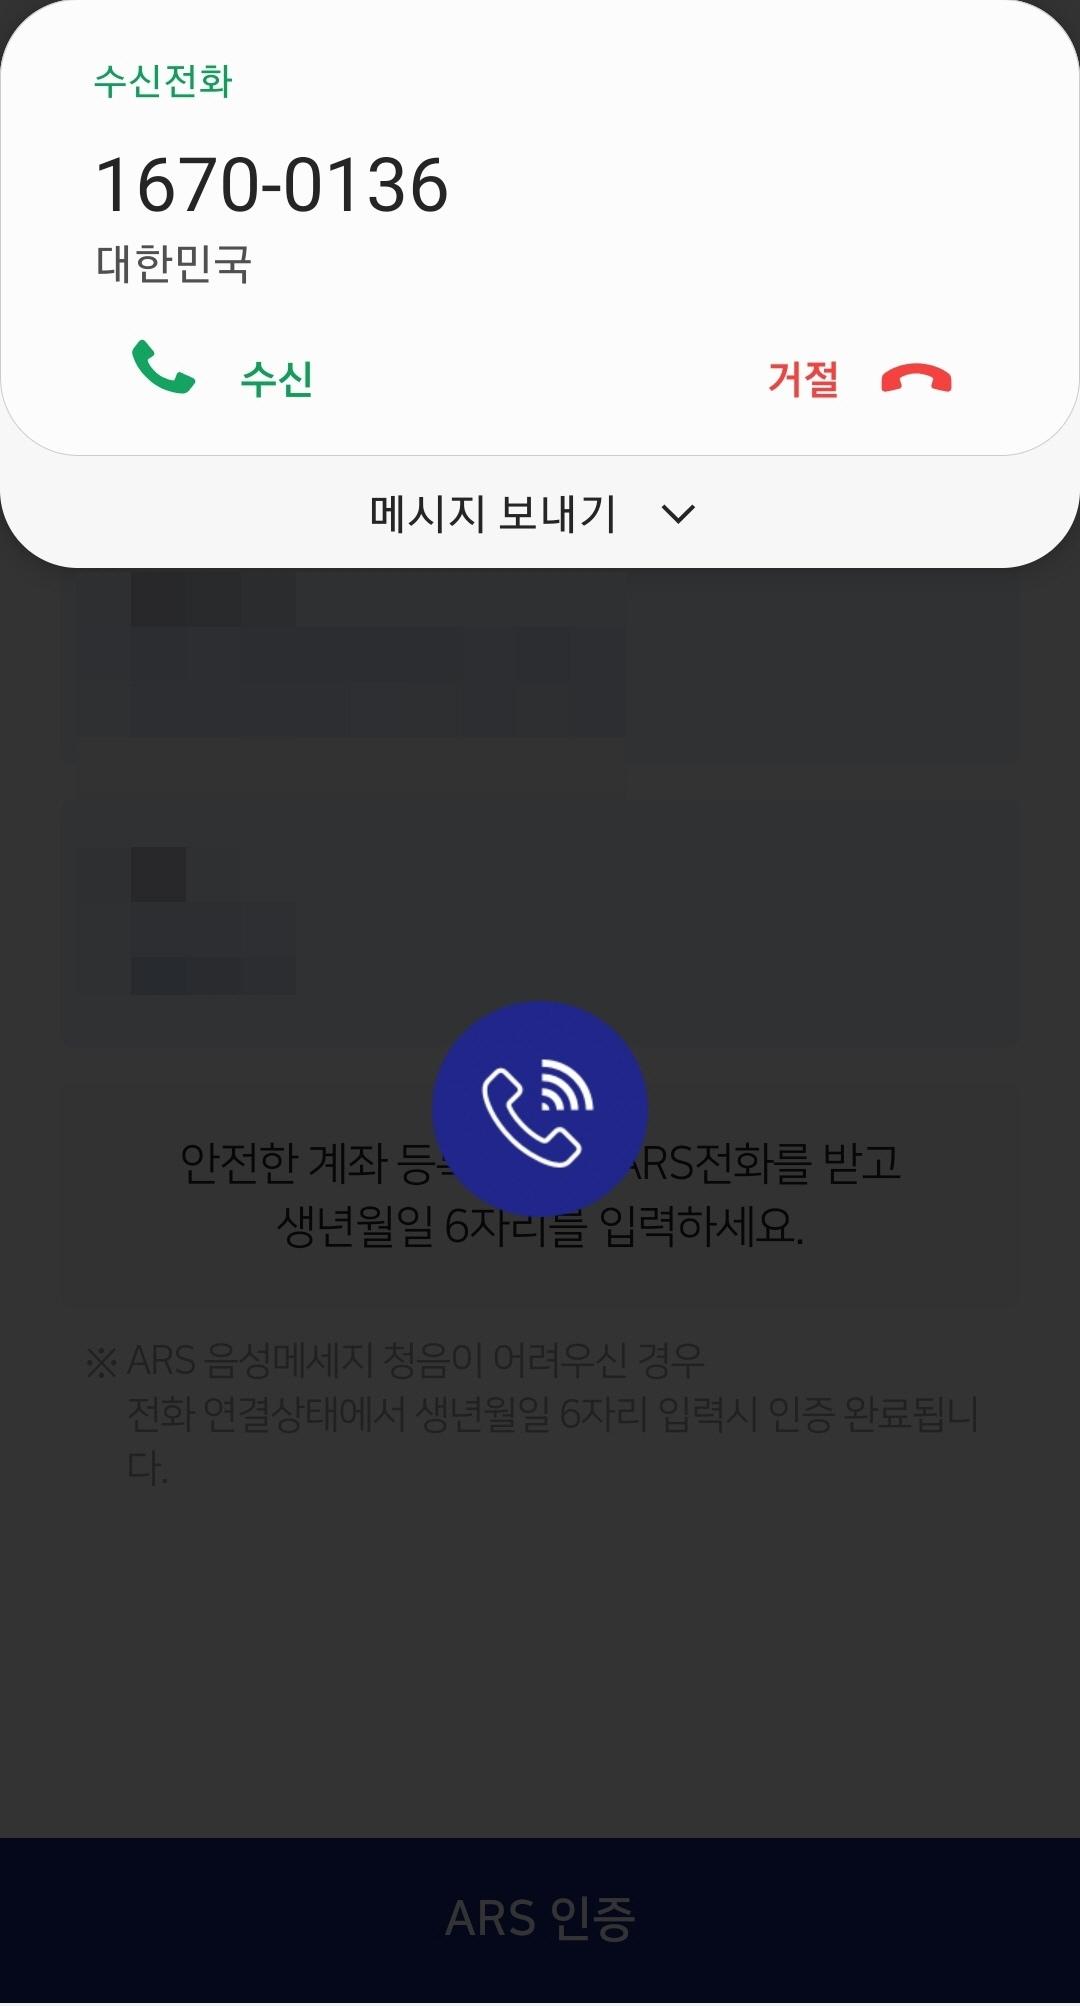 수신전화
1670-0136
대한민국
수신
거절
메시지 보내기
안전한 계좌 ARS전화를 받고
생년월일 6자리를 입력하세요.
※ ARS 음성메세지 청음이 어려우신 경우
전화 연결상태에서 생년월일 6자리 입력시 인증 완료됩니
다.
ARS 인증